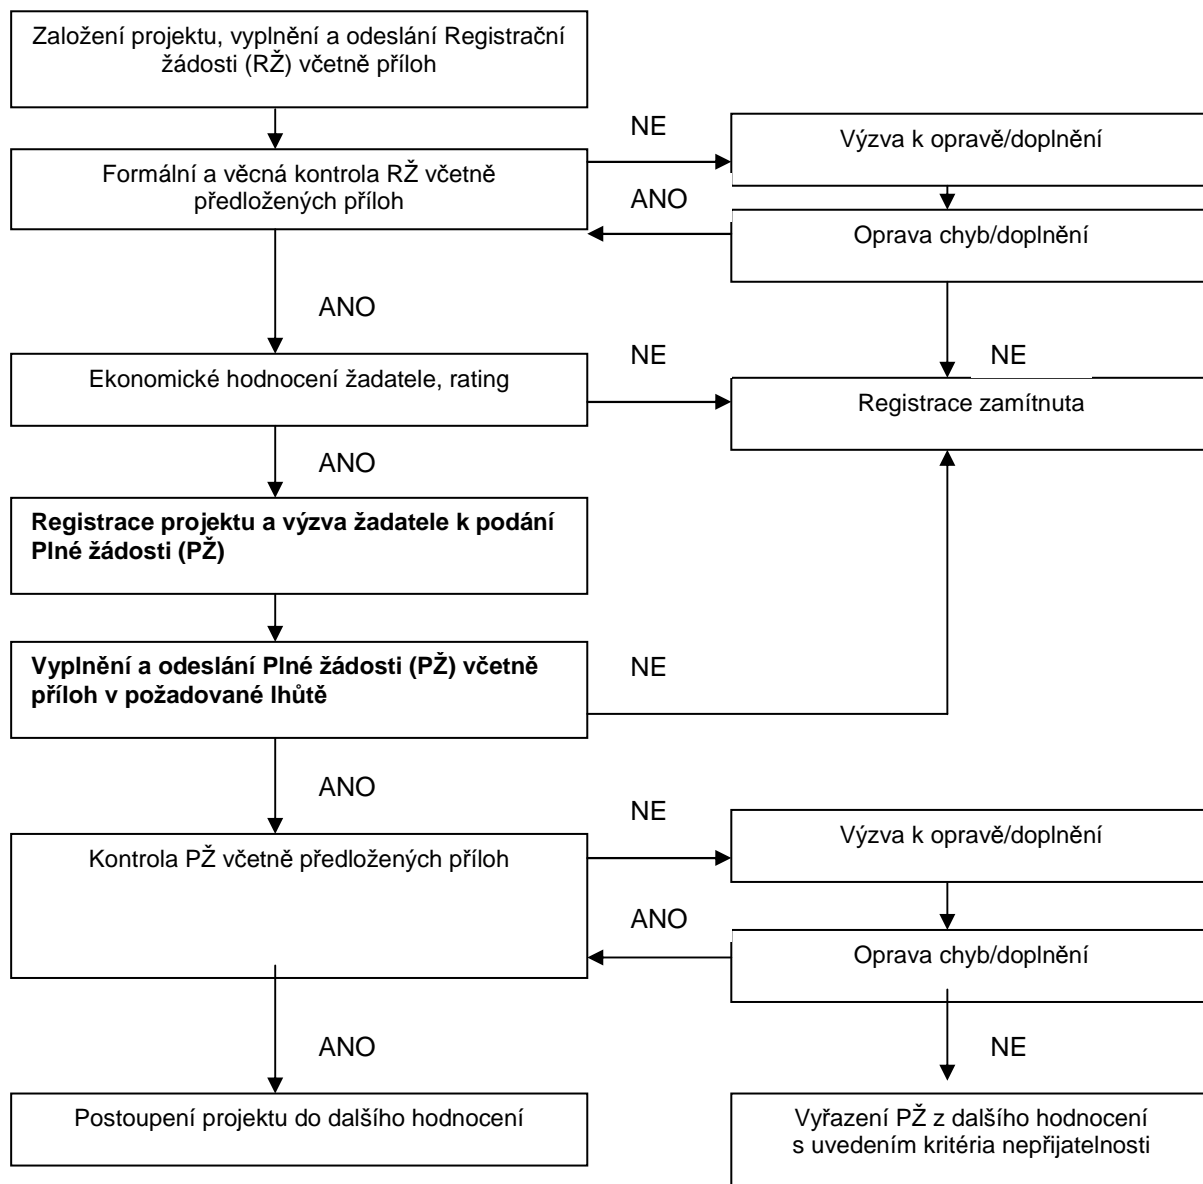 Založení projektu, vyplnění a odeslání Registrační
žádosti (RŽ) včetně příloh
NE
Výzva k opravě/doplnění
Formální a věcná kontrola RŽ včetně
předložených příloh
ANO
Oprava chyb/doplnění
ANO
NE
NE
Ekonomické hodnocení žadatele, rating
Registrace zamítnuta
ANO
Registrace projektu a výzva žadatele k podání
Plné žádosti (PŽ)
Vyplnění a odeslání Plné žádosti (PŽ) včetně
příloh v požadované lhůtě
NE
ANO
NE
Výzva k opravě/doplnění
Kontrola PŽ včetně předložených příloh
ANO
Oprava chyb/doplnění
ANO
NE
Postoupení projektu do dalšího hodnocení
Vyřazení PŽ z dalšího hodnocení
s uvedením kritéria nepřijatelnosti